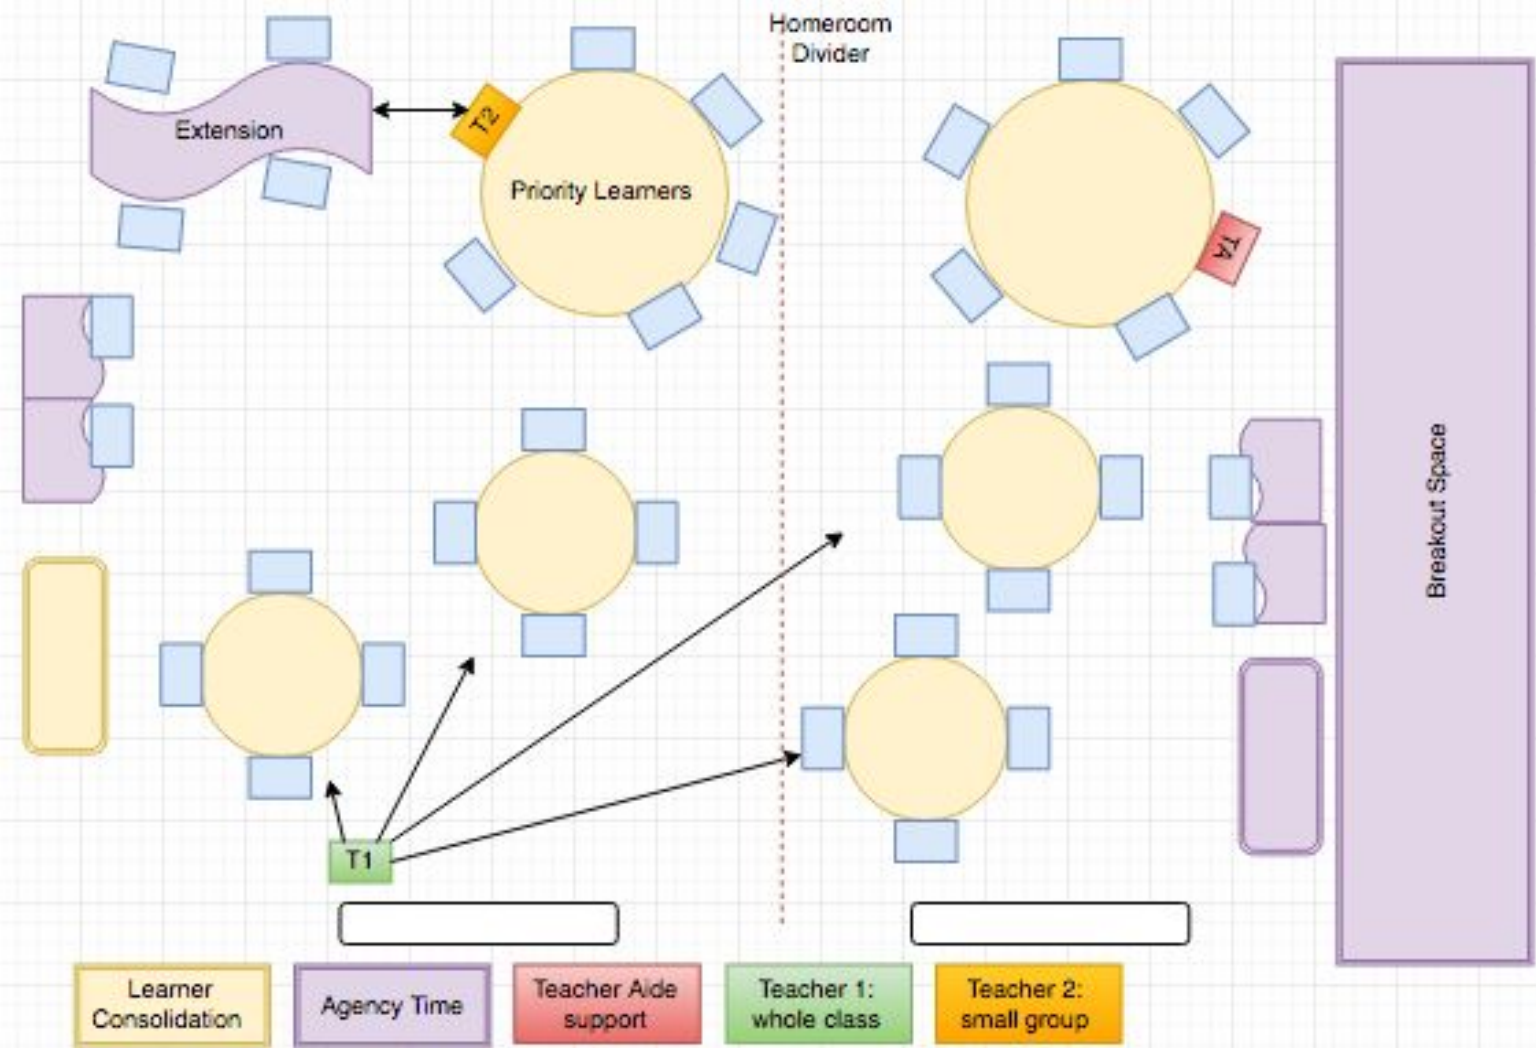 Homeroom
Divider
Extension
T2
Priority Learners
TA
Breakout Space
T1
Learner
Consolidation
Agency Time
Teacher Aide
support
Teacher 1:
whole class
Teacher 2:
small group